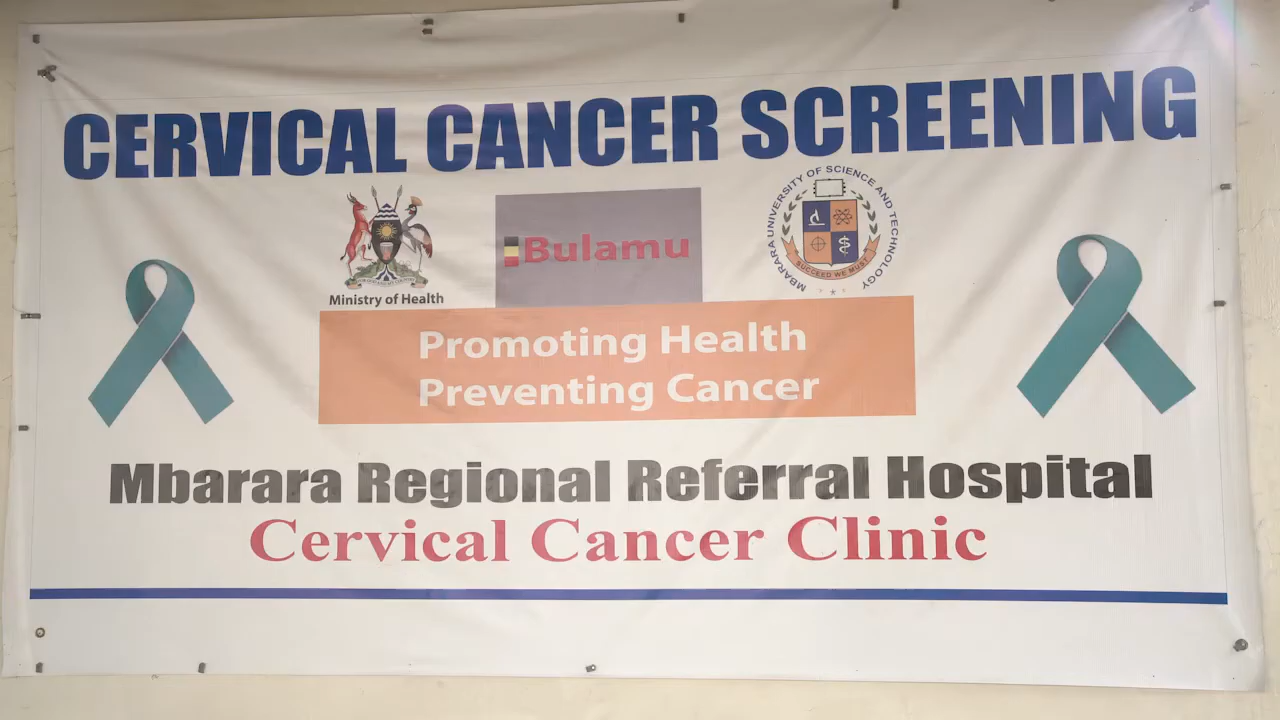 CERVICAL CANCER SCREENING
Ministry of Health
Bulamu
MBARARA UNIVERSITY OF SCIENCE AND TECHNOLOGY
SUCCEED WE MUST
Promoting Health
Preventing Cancer
Mbarara Regional Referral Hospital
Cervical Cancer Clinic